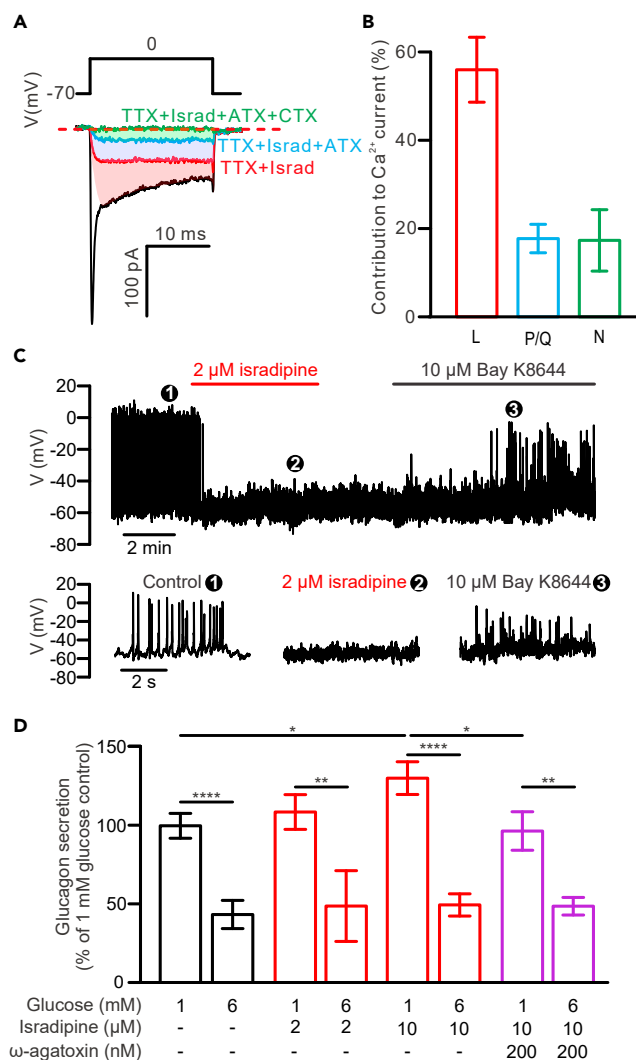 A
0
-70
V(mV)
TTX+Israd+ATX+CTX
TTX+Israd+ATX
TTX+Israd
10 ms
100 pA
B
Contribution to Ca²⁺ current (%)
60
40
20
0
L P/Q N
C
2 µM isradipine 10 µM Bay K8644
V (mV)
20
0
-20
-40
-60
-80
1
2
3
2 min
Control 1 2 µM isradipine 2 10 µM Bay K8644 3
V (mV)
20
0
-20
-40
-60
-80
2 s
D
Glucagon secretion
(% of 1 mM glucose control)
150
100
50
0
* *
**** ** **** **
Glucose (mM) 1 6 1 6 1 6 1 6
Isradipine (µM) - - 2 2 10 10 10 10
ω-agatoxin (nM) - - - - - - 200 200